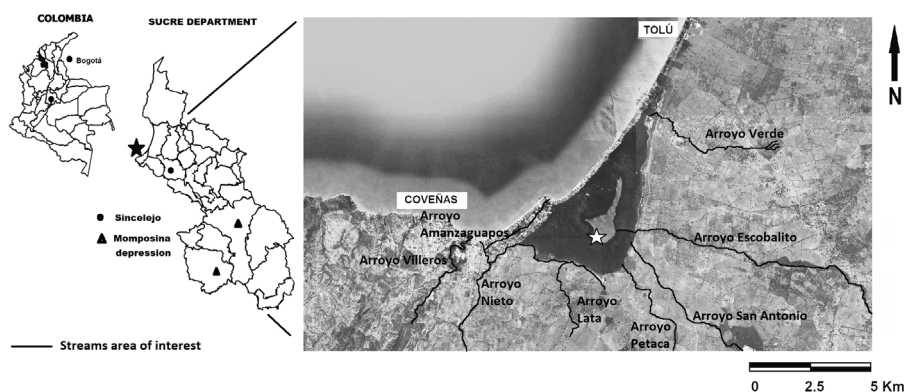 COLOMBIA
Bogotá
SUCRE DEPARTMENT
Sincelejo
Momposina
depression
Streams area of interest
TOLÚ
Arroyo Verde
COVEÑAS
Arroyo
Amanzaguapos
Arroyo Villeros
Arroyo
Nieto
Arroyo
Lata
Arroyo
Petaca
Arroyo Escobalito
Arroyo San Antonio
N
0 2.5 5 Km